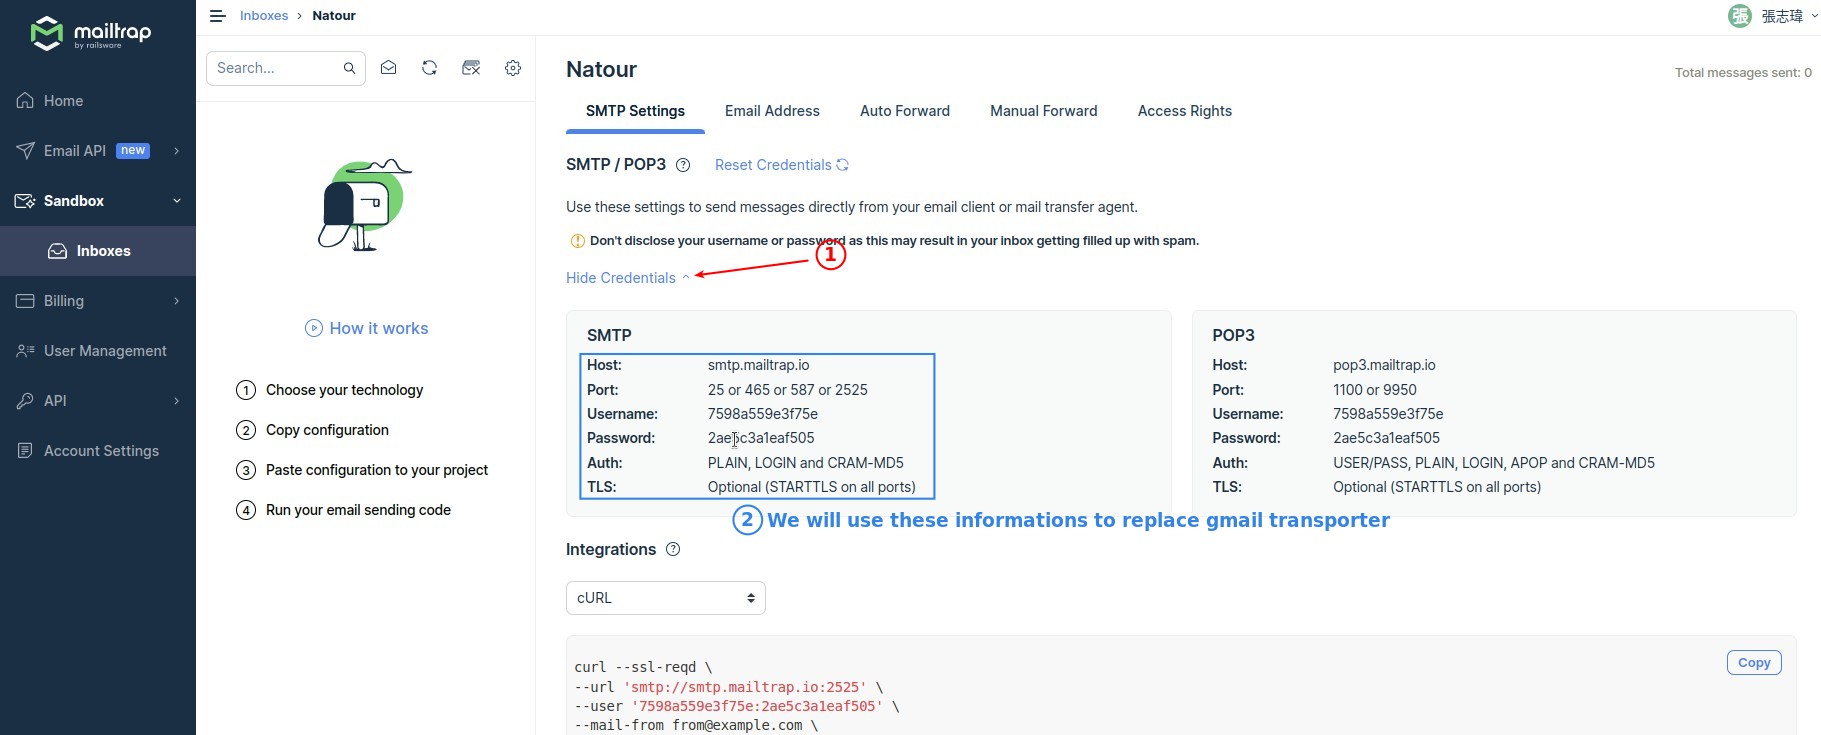 mailtrap
by railsware
Home
Email API new
Sandbox
Inboxes
Billing
User Management
API
Account Settings
Inboxes › Natour
張 張志瑋
Search...
How it works
1 Choose your technology
2 Copy configuration
3 Paste configuration to your project
4 Run your email sending code
Natour
Total messages sent: 0
SMTP Settings Email Address Auto Forward Manual Forward Access Rights
SMTP / POP3 ? Reset Credentials
Use these settings to send messages directly from your email client or mail transfer agent.
Don't disclose your username or password as this may result in your inbox getting filled up with spam.
1
Hide Credentials
SMTP
Host: smtp.mailtrap.io
Port: 25 or 465 or 587 or 2525
Username: 7598a559e3f75e
Password: 2ae5c3a1eaf505
Auth: PLAIN, LOGIN and CRAM-MD5
TLS: Optional (STARTTLS on all ports)
POP3
Host: pop3.mailtrap.io
Port: 1100 or 9950
Username: 7598a559e3f75e
Password: 2ae5c3a1eaf505
Auth: USER/PASS, PLAIN, LOGIN, APOP and CRAM-MD5
TLS: Optional (STARTTLS on all ports)
2 We will use these informations to replace gmail transporter
Integrations ?
cURL
Copy
curl --ssl-reqd \
--url 'smtp://smtp.mailtrap.io:2525' \
--user '7598a559e3f75e:2ae5c3a1eaf505' \
--mail-from from@example.com \